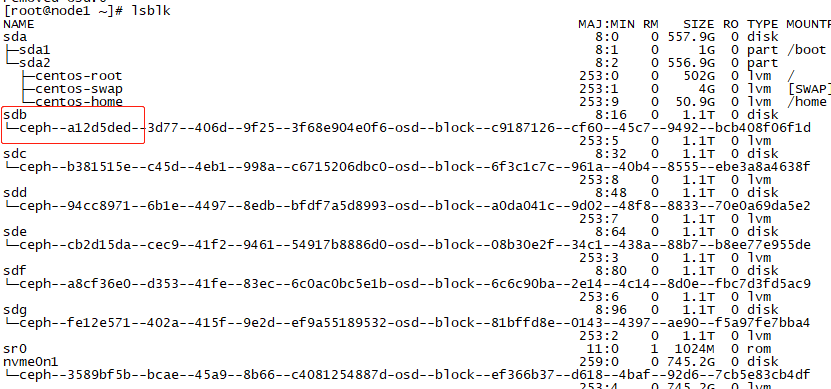 removed osd.0
[root@node1 ~]# lsblk
NAME MAJ:MIN RM SIZE RO TYPE MOUNTP
sda 8:0 0 557.9G 0 disk
├─sda1 8:1 0 1G 0 part /boot
└─sda2 8:2 0 556.9G 0 part
├─centos-root 253:0 0 502G 0 lvm /
├─centos-swap 253:1 0 4G 0 lvm [SWAP]
└─centos-home 253:9 0 50.9G 0 lvm /home
sdb 8:16 0 1.1T 0 disk
└─ceph--a12d5ded--3d77--406d--9f25--3f68e904e0f6-osd--block--c9187126--cf60--45c7--9492--bcb408f06f1d
253:5 0 1.1T 0 lvm
sdc 8:32 0 1.1T 0 disk
└─ceph--b381515e--c45d--4eb1--998a--c6715206dbc0-osd--block--6f3c1c7c--961a--40b4--8555--ebe3a8a4638f
253:8 0 1.1T 0 lvm
sdd 8:48 0 1.1T 0 disk
└─ceph--94cc8971--6b1e--4497--8edb--bfdf7a5d8993-osd--block--a0da041c--9d02--48f8--8833--70e0a69da5e2
253:7 0 1.1T 0 lvm
sde 8:64 0 1.1T 0 disk
└─ceph--cb2d15da--cec9--41f2--9461--54917b8886d0-osd--block--08b30e2f--34c1--438a--88b7--b8ee77e955de
253:3 0 1.1T 0 lvm
sdf 8:80 0 1.1T 0 disk
└─ceph--a8cf36e0--d353--41fe--83ec--6c0ac0bc5e1b-osd--block--6c6c90ba--2e14--4c14--8d0e--fbc7d3fd5ac9
253:6 0 1.1T 0 lvm
sdg 8:96 0 1.1T 0 disk
└─ceph--fe12e571--402a--415f--9e2d--ef9a55189532-osd--block--81bffd8e--0143--4397--ae90--f5a97fe7bba4
253:2 0 1.1T 0 lvm
sr0 11:0 1 1024M 0 rom
nvme0n1 259:0 0 745.2G 0 disk
└─ceph--3589bf5b--bcae--45a9--8b66--c4081254887d-osd--block--ef366b37--d618--4baf--92d6--7cb5e83cb4df
253:4 0 745.2G 0 lvm